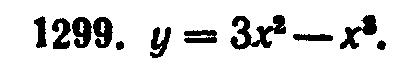 1299. y = 3x² — x³.